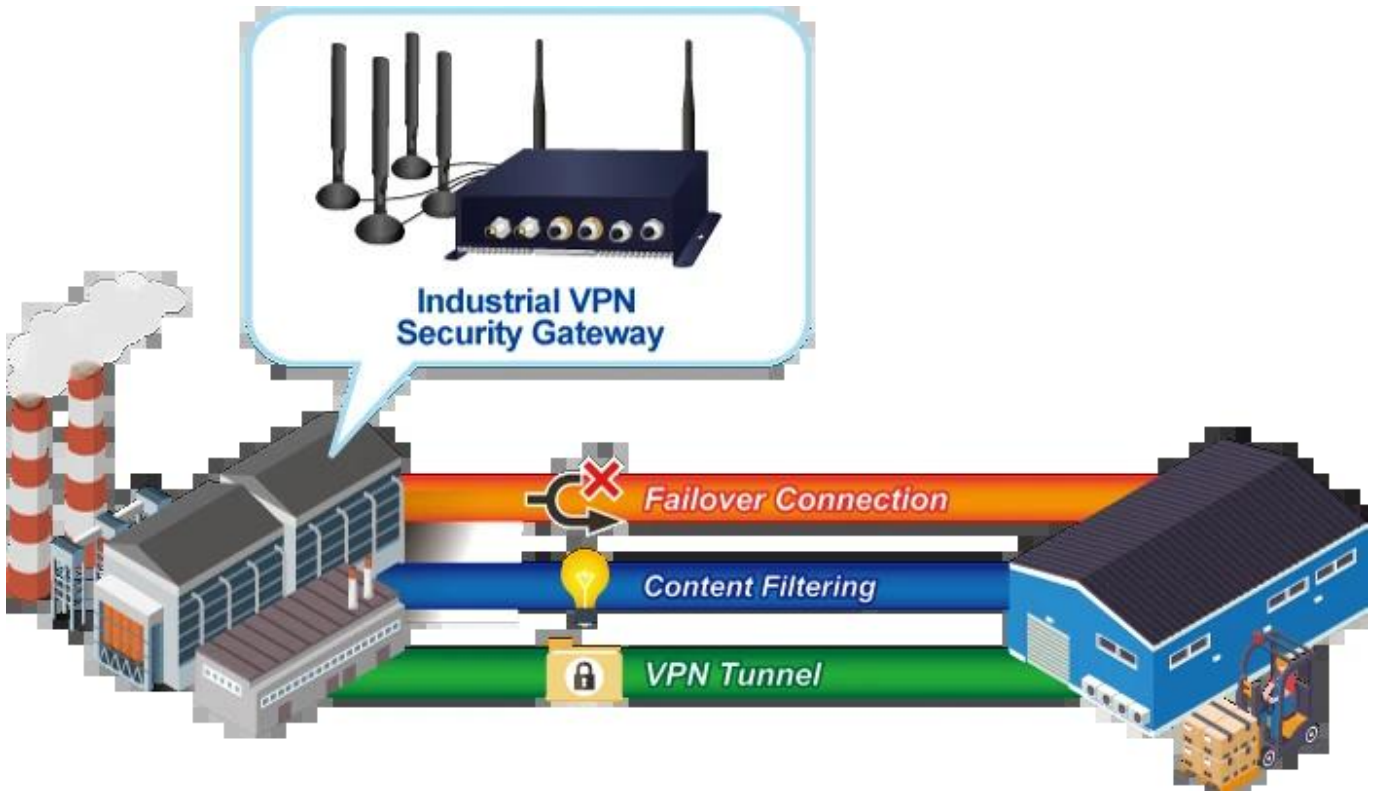 Industrial VPN
Security Gateway
Failover Connection
Content Filtering
VPN Tunnel